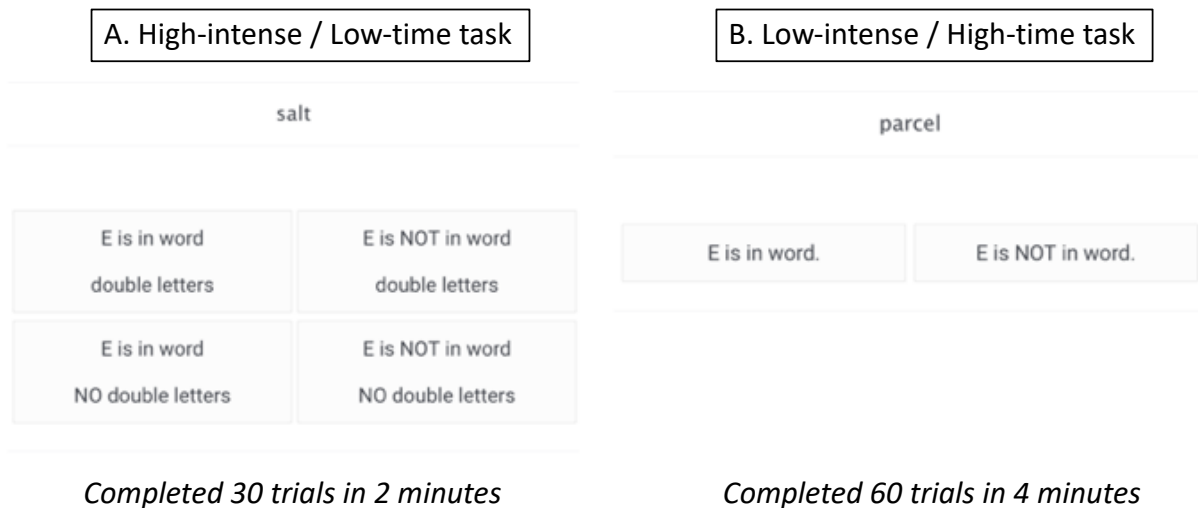 A. High-intense / Low-time task
salt
E is in word
double letters
E is NOT in word
double letters
E is in word
NO double letters
E is NOT in word
NO double letters
Completed 30 trials in 2 minutes
B. Low-intense / High-time task
parcel
E is in word.
E is NOT in word.
Completed 60 trials in 4 minutes